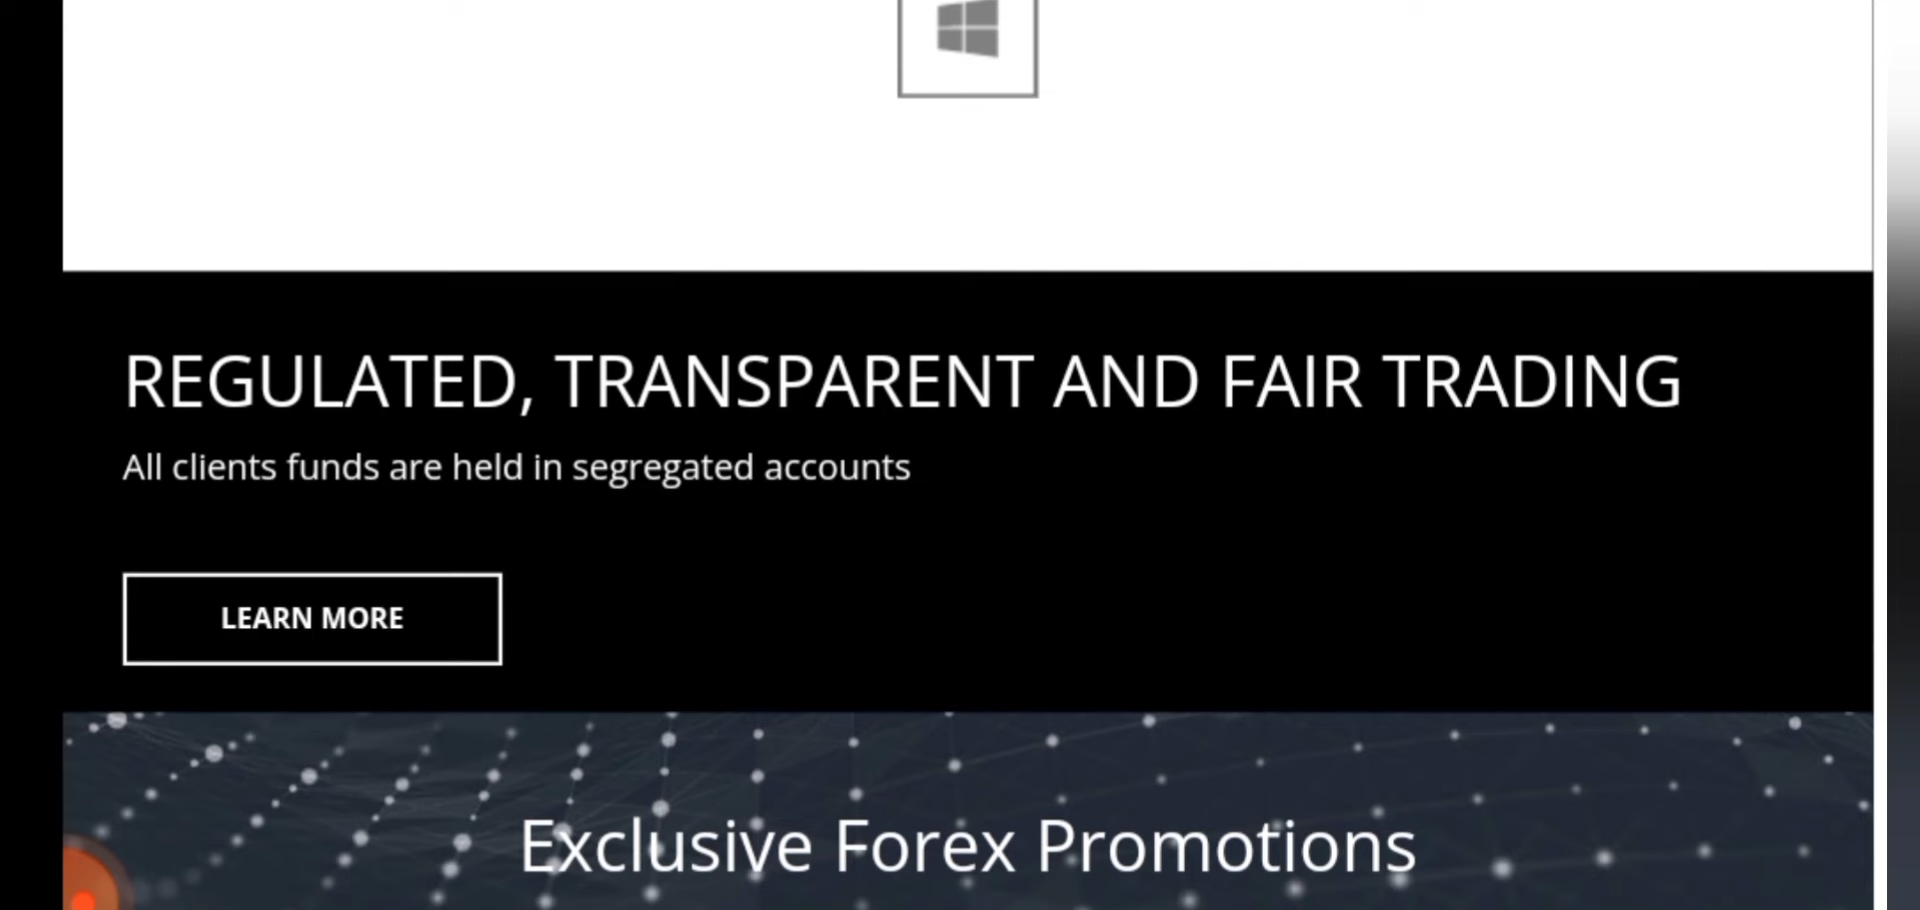 REGULATED, TRANSPARENT AND FAIR TRADING
All clients funds are held in segregated accounts
LEARN MORE
Exclusive Forex Promotions